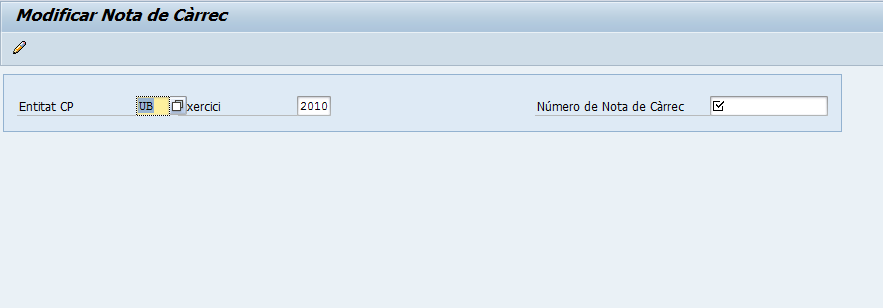 Modificar Nota de Càrrec
Entitat CP UB xercici 2010 Número de Nota de Càrrec